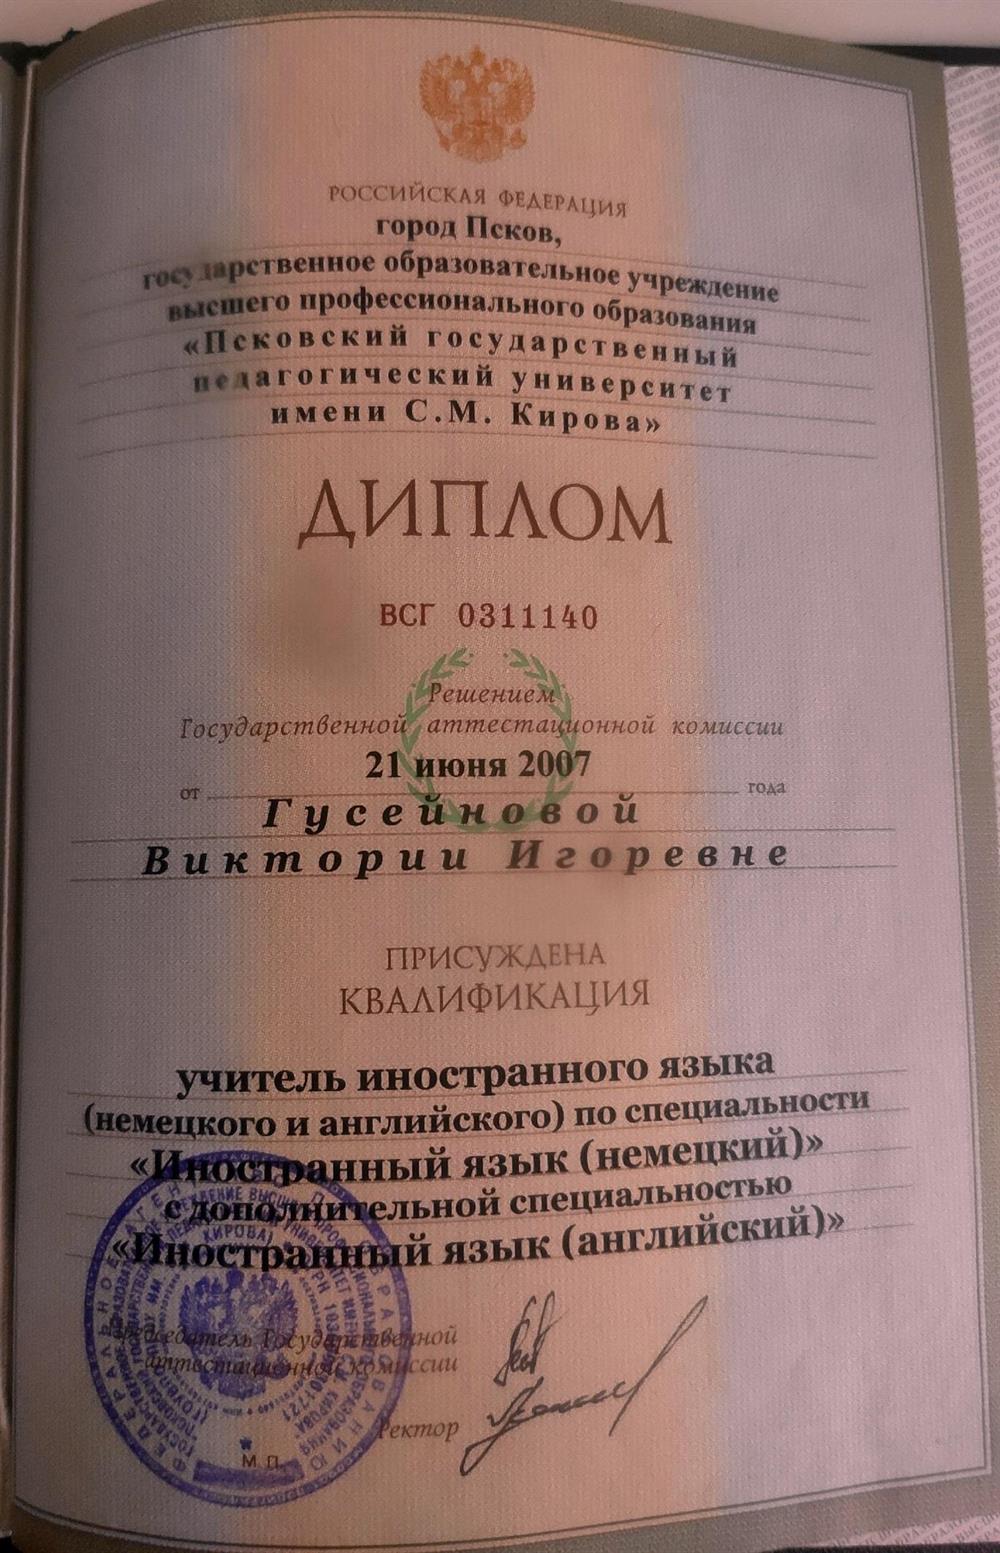 РОССИЙСКАЯ ФЕДЕРАЦИЯ
город Псков,
государственное образовательное учреждение
высшего профессионального образования
«Псковский государственный
педагогический университет
имени С.М. Кирова»
ДИПЛОМ
ВСГ 0311140
Решением
Государственной аттестационной комиссии
от 21 июня 2007 года
Гусейновой
Виктории Игоревне
ПРИСУЖДЕНА
КВАЛИФИКАЦИЯ
учитель иностранного языка
(немецкого и английского) по специальности
«Иностранный язык (немецкий)»
с дополнительной специальностью
«Иностранный язык (английский)»
Председатель Государственной
аттестационной комиссии
Ректор
М.П.